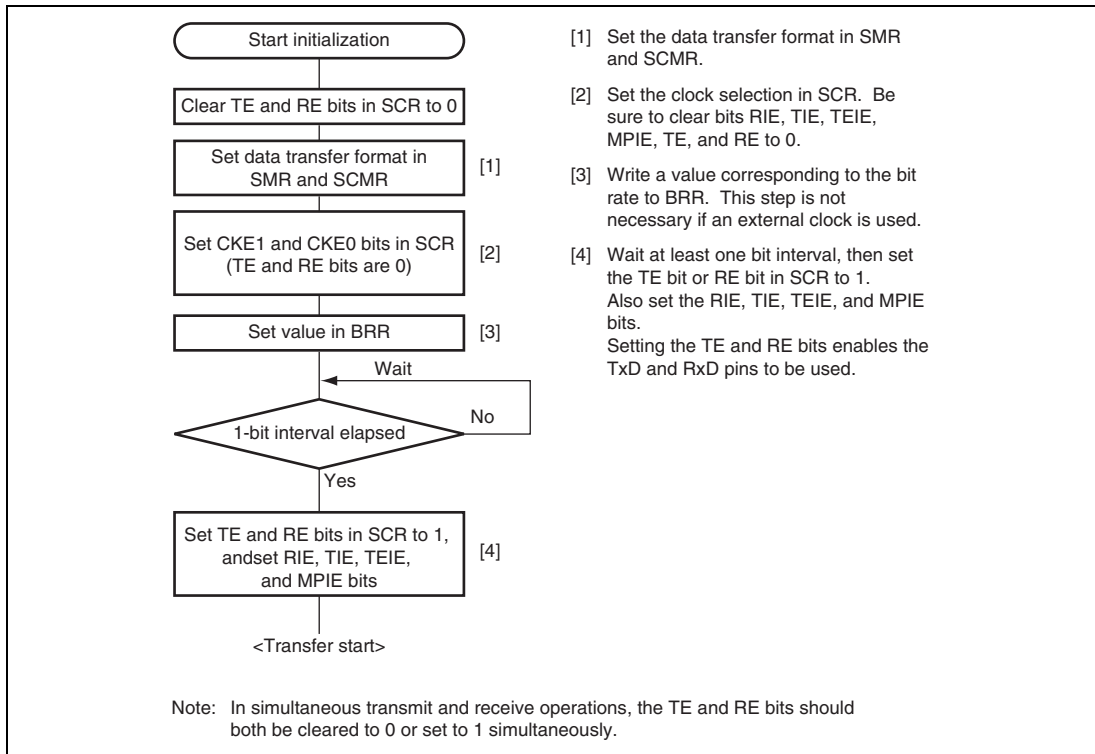 Start initialization
Clear TE and RE bits in SCR to 0
Set data transfer format in
SMR and SCMR
[1]
Set CKE1 and CKE0 bits in SCR
(TE and RE bits are 0)
[2]
Set value in BRR
[3]
Wait
1-bit interval elapsed
No
Yes
Set TE and RE bits in SCR to 1,
andset RIE, TIE, TEIE,
and MPIE bits
[4]
<Transfer start>
[1] Set the data transfer format in SMR
and SCMR.
[2] Set the clock selection in SCR. Be
sure to clear bits RIE, TIE, TEIE,
MPIE, TE, and RE to 0.
[3] Write a value corresponding to the bit
rate to BRR. This step is not
necessary if an external clock is used.
[4] Wait at least one bit interval, then set
the TE bit or RE bit in SCR to 1.
Also set the RIE, TIE, TEIE, and MPIE
bits.
Setting the TE and RE bits enables the
TxD and RxD pins to be used.
Note: In simultaneous transmit and receive operations, the TE and RE bits should
both be cleared to 0 or set to 1 simultaneously.